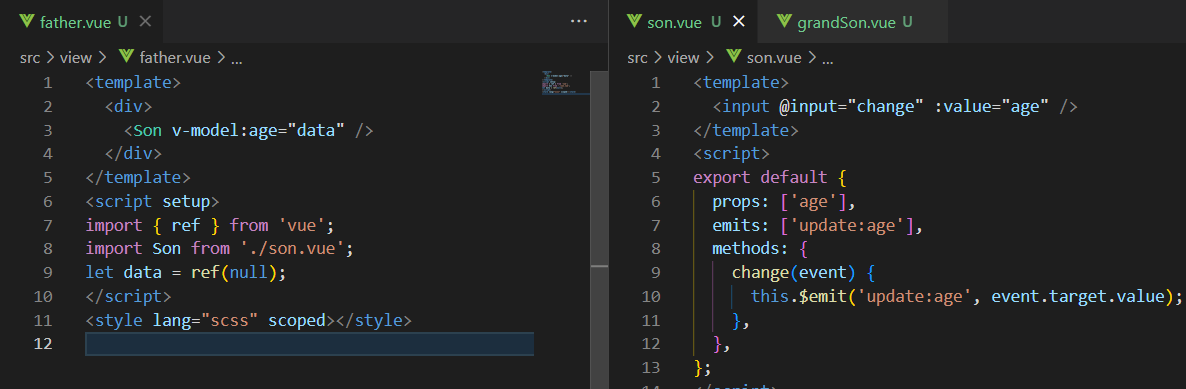 father.vue U
src > view > father.vue > ...
1 <template>
2 <div>
3 <Son v-model:age="data" />
4 </div>
5 </template>
6 <script setup>
7 import { ref } from 'vue';
8 import Son from './son.vue';
9 let data = ref(null);
10 </script>
11 <style lang="scss" scoped></style>
12
son.vue U
grandSon.vue U
src > view > son.vue > ...
1 <template>
2 <input @input="change" :value="age" />
3 </template>
4 <script>
5 export default {
6 props: ['age'],
7 emits: ['update:age'],
8 methods: {
9 change(event) {
10 this.$emit('update:age', event.target.value);
11 },
12 },
13 };
14 </script>